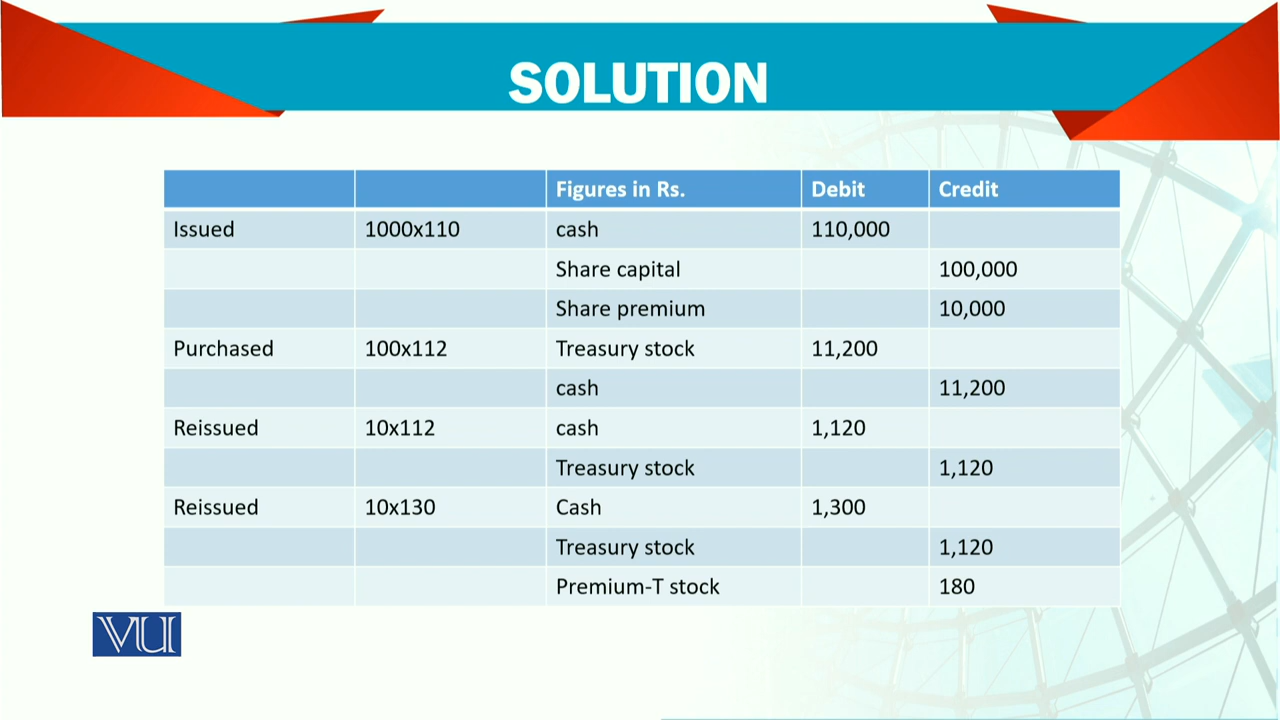 SOLUTION
Figures in Rs. Debit Credit
Issued 1000x110 cash 110,000
Share capital 100,000
Share premium 10,000
Purchased 100x112 Treasury stock 11,200
cash 11,200
Reissued 10x112 cash 1,120
Treasury stock 1,120
Reissued 10x130 Cash 1,300
Treasury stock 1,120
Premium-T stock 180
VU